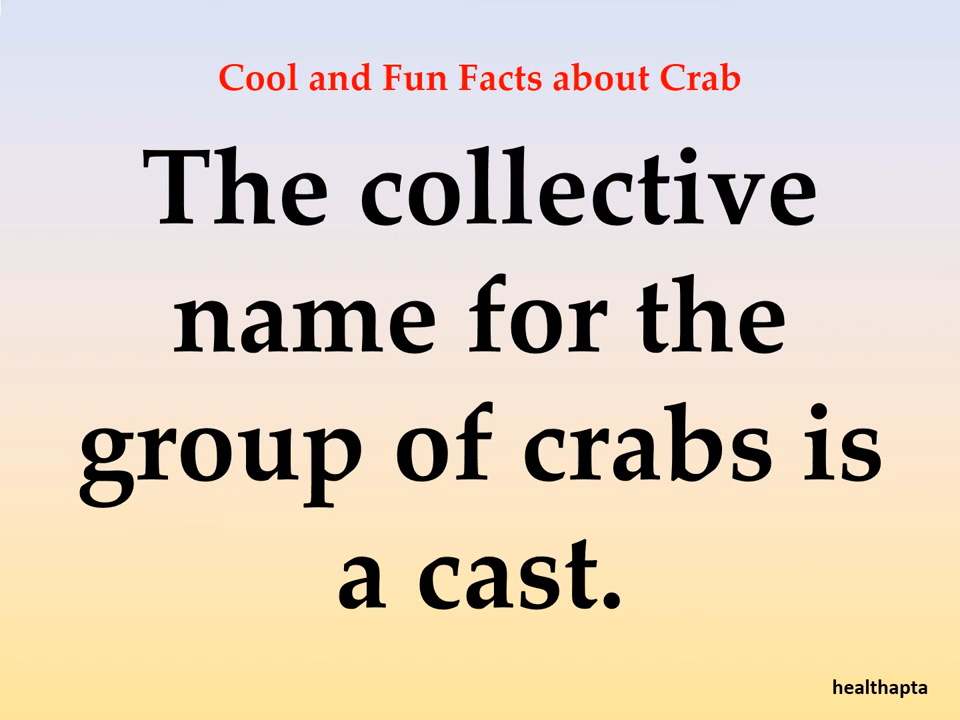 Cool and Fun Facts about Crab
The collective
name for the
group of crabs is
a cast.
healthapta